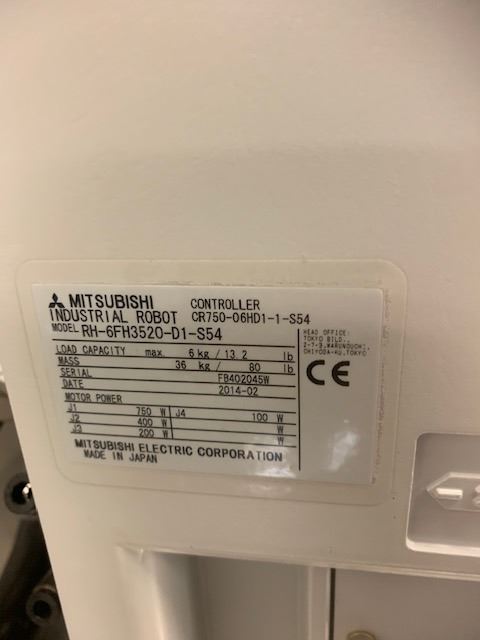 MITSUBISHI
INDUSTRIAL ROBOT
CONTROLLER
CR750-06HD1-1-S54
MODEL RH-6FH3520-D1-S54
LOAD CAPACITY max. 6 kg / 13.2 lb
MASS 36 kg / 80 lb
SERIAL FB402045W
DATE 2014-02
MOTOR POWER
J1 750 W J4 100 W
J2 400 W W
J3 200 W W
MITSUBISHI ELECTRIC CORPORATION
MADE IN JAPAN
HEAD OFFICE:
TOKYO BILD.,
2-7-3, MARUNOUCHI,
CHIYODA-KU, TOKYO
CE